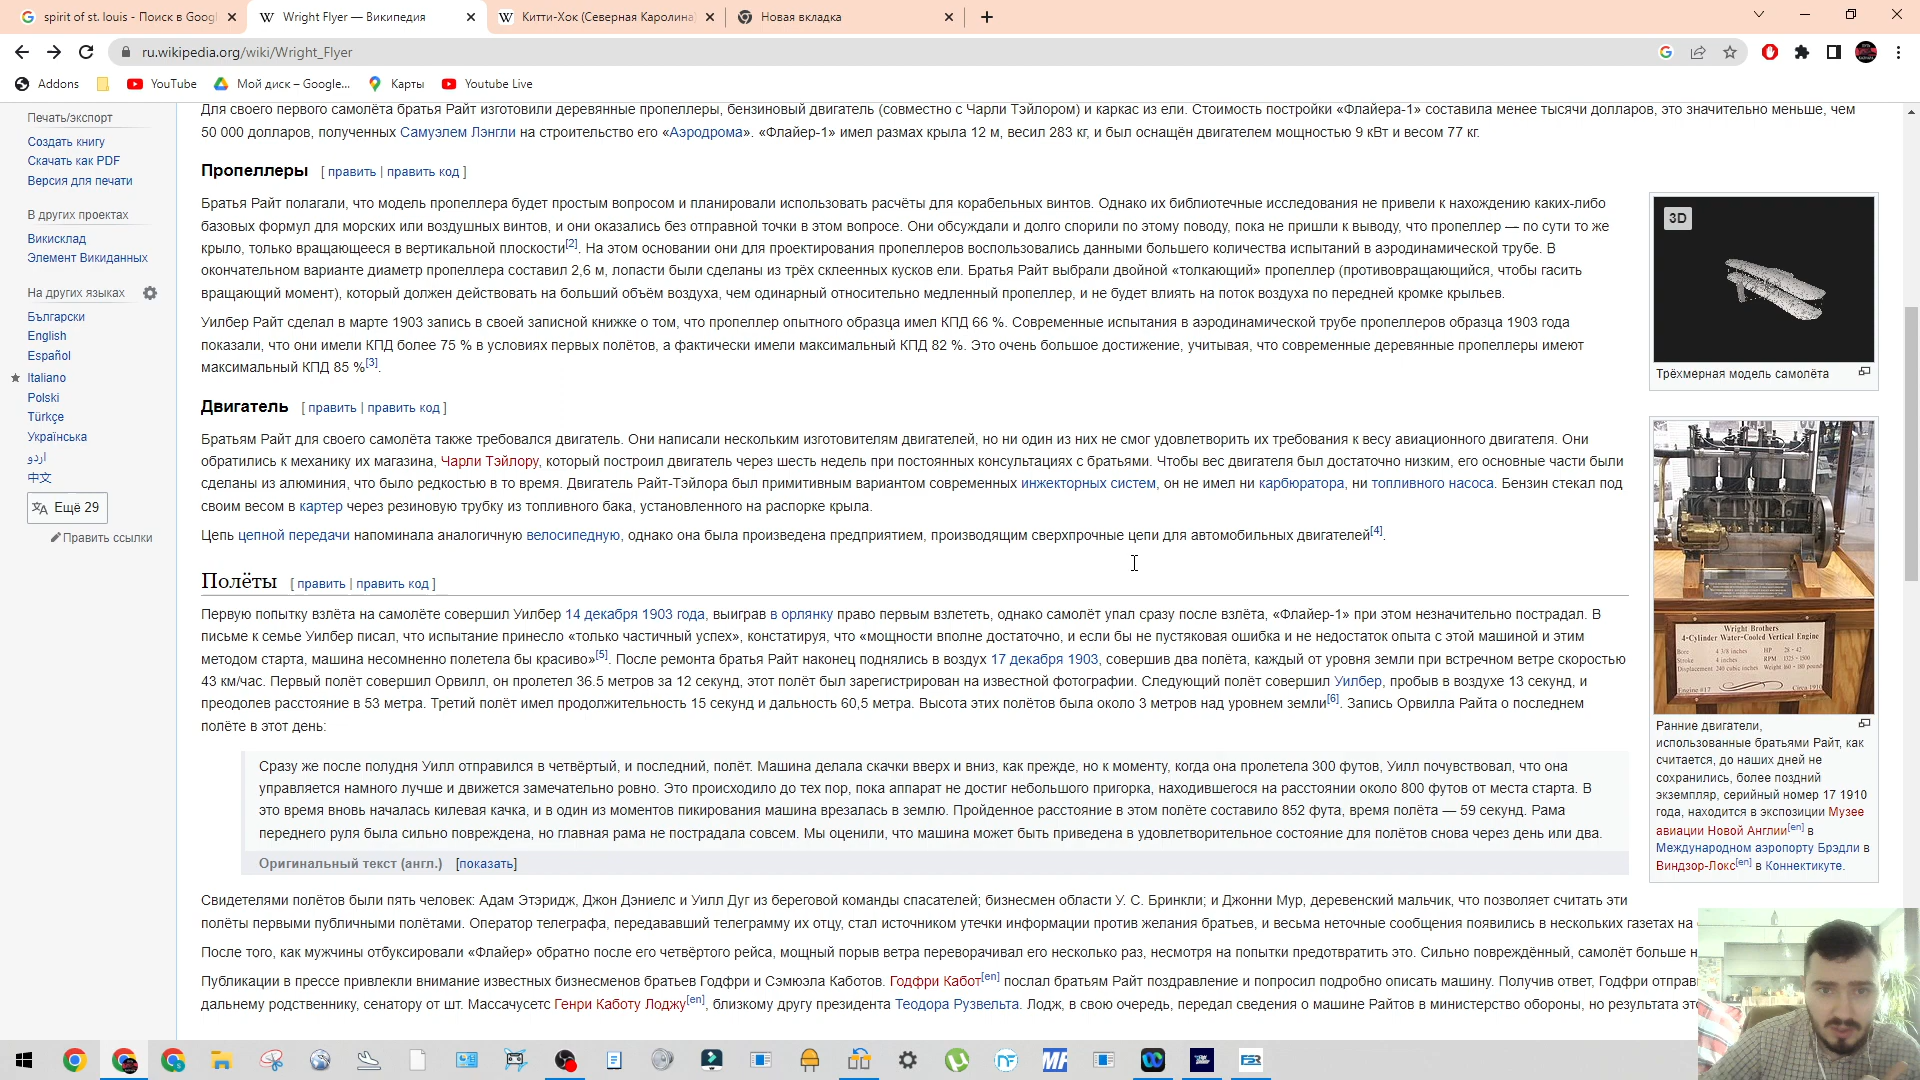 spirit of st. louis - Поиск в Goog
Wright Flyer — Википедия
Китти-Хок (Северная Каролина)
Новая вкладка
ru.wikipedia.org/wiki/Wright_Flyer
Addons
YouTube
Мой диск – Google...
Карты
Youtube Live
Печать/экспорт
Создать книгу
Скачать как PDF
Версия для печати
В других проектах
Викисклад
Элемент Викиданных
На других языках
Български
English
Español
Italiano
Polski
Türkçe
Українська
اردو
中文
Ещё 29
Править ссылки
Для своего первого самолёта братья Райт изготовили деревянные пропеллеры, бензиновый двигатель (совместно с Чарли Тэйлором) и каркас из ели. Стоимость постройки «Флайера-1» составила менее тысячи долларов, это значительно меньше, чем
50 000 долларов, полученных Самуэлем Лэнгли на строительство его «Аэродрома». «Флайер-1» имел размах крыла 12 м, весил 283 кг, и был оснащён двигателем мощностью 9 кВт и весом 77 кг.
Пропеллеры [ править | править код ]
Братья Райт полагали, что модель пропеллера будет простым вопросом и планировали использовать расчёты для корабельных винтов. Однако их библиотечные исследования не привели к нахождению каких-либо
базовых формул для морских или воздушных винтов, и они оказались без отправной точки в этом вопросе. Они обсуждали и долго спорили по этому поводу, пока не пришли к выводу, что пропеллер — по сути то же
крыло, только вращающееся в вертикальной плоскости[2]. На этом основании они для проектирования пропеллеров воспользовались данными большего количества испытаний в аэродинамической трубе. В
окончательном варианте диаметр пропеллера составил 2,6 м, лопасти были сделаны из трёх склеенных кусков ели. Братья Райт выбрали двойной «толкающий» пропеллер (противовращающийся, чтобы гасить
вращающий момент), который должен действовать на больший объём воздуха, чем одинарный относительно медленный пропеллер, и не будет влиять на поток воздуха по передней кромке крыльев.
Уилбер Райт сделал в марте 1903 запись в своей записной книжке о том, что пропеллер опытного образца имел КПД 66 %. Современные испытания в аэродинамической трубе пропеллеров образца 1903 года
показали, что они имели КПД более 75 % в условиях первых полётов, а фактически имели максимальный КПД 82 %. Это очень большое достижение, учитывая, что современные деревянные пропеллеры имеют
максимальный КПД 85 %[3].
Двигатель [ править | править код ]
Братьям Райт для своего самолёта также требовался двигатель. Они написали нескольким изготовителям двигателей, но ни один из них не смог удовлетворить их требования к весу авиационного двигателя. Они
обратились к механику их магазина, Чарли Тэйлору, который построил двигатель через шесть недель при постоянных консультациях с братьями. Чтобы вес двигателя был достаточно низким, его основные части были
сделаны из алюминия, что было редкостью в то время. Двигатель Райт-Тэйлора был примитивным вариантом современных инжекторных систем, он не имел ни карбюратора, ни топливного насоса. Бензин стекал под
своим весом в картер через резиновую трубку из топливного бака, установленного на распорке крыла.
Цепь цепной передачи напоминала аналогичную велосипедную, однако она была произведена предприятием, производящим сверхпрочные цепи для автомобильных двигателей[4].
Полёты [ править | править код ]
Первую попытку взлёта на самолёте совершил Уилбер 14 декабря 1903 года, выиграв в орлянку право первым взлететь, однако самолёт упал сразу после взлёта, «Флайер-1» при этом незначительно пострадал. В
письме к семье Уилбер писал, что испытание принесло «только частичный успех», констатируя, что «мощности вполне достаточно, и если бы не пустяковая ошибка и не недостаток опыта с этой машиной и этим
методом старта, машина несомненно полетела бы красиво»[5]. После ремонта братья Райт наконец поднялись в воздух 17 декабря 1903, совершив два полёта, каждый от уровня земли при встречном ветре скоростью
43 км/час. Первый полёт совершил Орвилл, он пролетел 36.5 метров за 12 секунд, этот полёт был зарегистрирован на известной фотографии. Следующий полёт совершил Уилбер, пробыв в воздухе 13 секунд, и
преодолев расстояние в 53 метра. Третий полёт имел продолжительность 15 секунд и дальность 60,5 метра. Высота этих полётов была около 3 метров над уровнем земли[6]. Запись Орвилла Райта о последнем
полёте в этот день:
Сразу же после полудня Уилл отправился в четвёртый, и последний, полёт. Машина делала скачки вверх и вниз, как прежде, но к моменту, когда она пролетела 300 футов, Уилл почувствовал, что она
управляется намного лучше и движется замечательно ровно. Это происходило до тех пор, пока аппарат не достиг небольшого пригорка, находившегося на расстоянии около 800 футов от места старта. В
это время вновь началась килевая качка, и в один из моментов пикирования машина врезалась в землю. Пройденное расстояние в этом полёте составило 852 фута, время полёта — 59 секунд. Рама
переднего руля была сильно повреждена, но главная рама не пострадала совсем. Мы оценили, что машина может быть приведена в удовлетворительное состояние для полётов снова через день или два.
Оригинальный текст (англ.) [показать]
Свидетелями полётов были пять человек: Адам Этэридж, Джон Дэниелс и Уилл Дуг из береговой команды спасателей; бизнесмен области У. С. Бринкли; и Джонни Мур, деревенский мальчик, что позволяет считать эти
полёты первыми публичными полётами. Оператор телеграфа, передававший телеграмму их отцу, стал источником утечки информации против желания братьев, и весьма неточные сообщения появились в нескольких газетах на
После того, как мужчины отбуксировали «Флайер» обратно после его четвёртого рейса, мощный порыв ветра переворачивал его несколько раз, несмотря на попытки предотвратить это. Сильно повреждённый, самолёт больше н
Публикации в прессе привлекли внимание известных бизнесменов братьев Годфри и Сэмюэла Каботов. Годфри Кабот[en] послал братьям Райт поздравление и попросил подробно описать машину. Получив ответ, Годфри отправ
дальнему родственнику, сенатору от шт. Массачусетс Генри Каботу Лоджу[en], близкому другу президента Теодора Рузвельта. Лодж, в свою очередь, передал сведения о машине Райтов в министерство обороны, но результата эт
3D
Трёхмерная модель самолёта
Wright Brothers
4-Cylinder Water-Cooled Vertical Engine
Bore 4 3/8 inches HP 28 - 42
Stroke 4 inches RPM 1325 - 1500
Displacement 240 cubic inches Weight 160 - 180 pounds
Engine #17 Circa 1910
Ранние двигатели,
использованные братьями Райт, как
считается, до наших дней не
сохранились, более поздний
экземпляр, серийный номер 17 1910
года, находится в экспозиции Музее
авиации Новой Англии[en] в
Международном аэропорту Брэдли в
Виндзор-Локс[en] в Коннектикуте.
MF
FSR